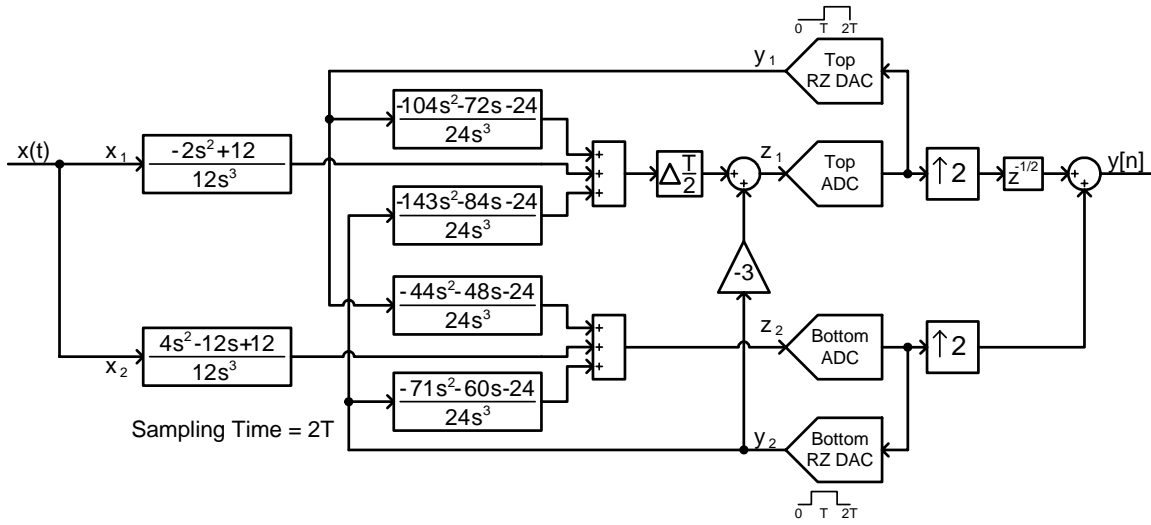 0 T 2T
y1
Top
RZ DAC
-104s²-72s-24
24s³
x(t)
x1
-2s²+12
12s³
+
+
+
Δ T/2
+
+
z1
Top
ADC
↑2
z^-1/2
+
+
y[n]
-143s²-84s-24
24s³
-3
-44s²-48s-24
24s³
z2
4s²-12s+12
12s³
x2
+
+
+
Bottom
ADC
↑2
-71s²-60s-24
24s³
Sampling Time = 2T
y2
Bottom
RZ DAC
0 T 2T